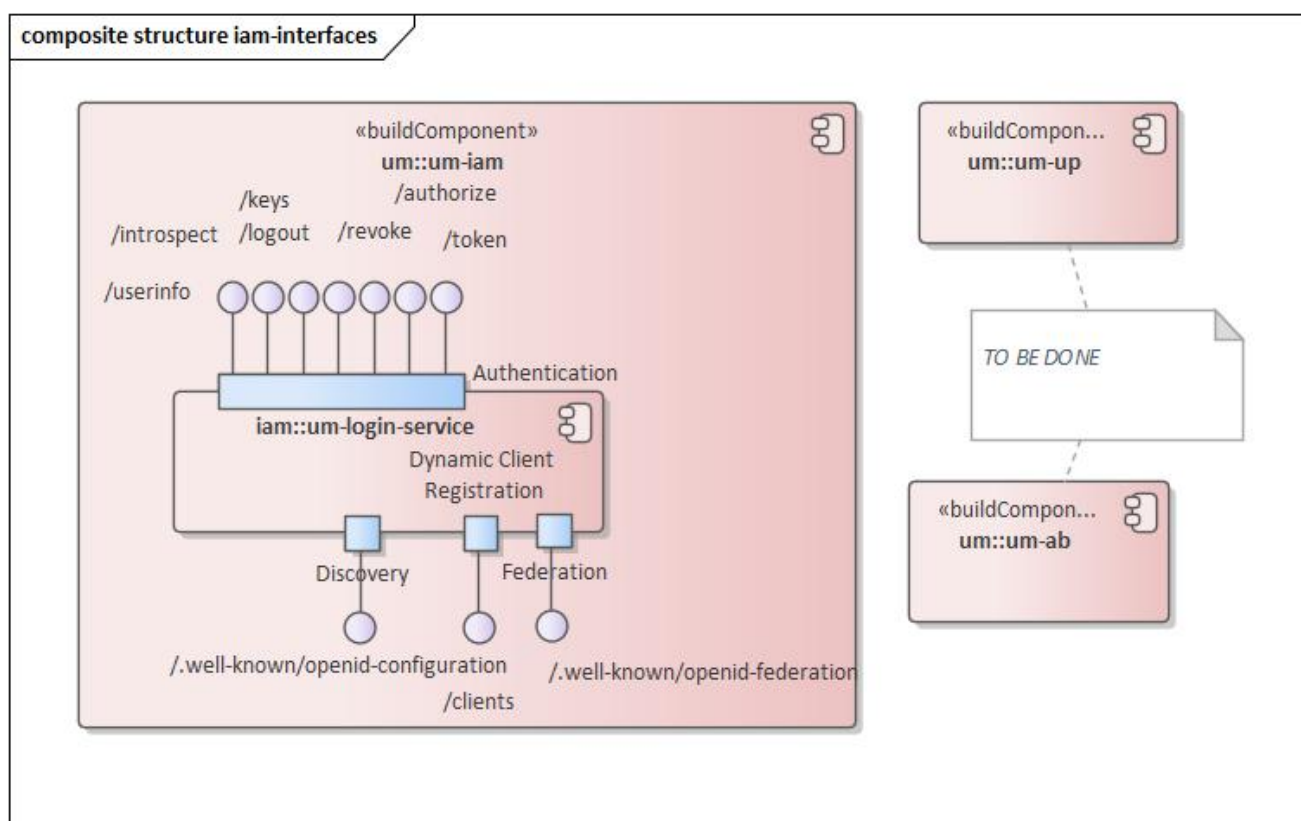 composite structure iam-interfaces
«buildComponent»
um::um-iam
/authorize
/keys
/introspect
/logout
/revoke
/token
/userinfo
Authentication
iam::um-login-service
Dynamic Client
Registration
Discovery
Federation
/.well-known/openid-configuration
/.well-known/openid-federation
/clients
«buildCompon...
um::um-up
TO BE DONE
«buildCompon...
um::um-ab